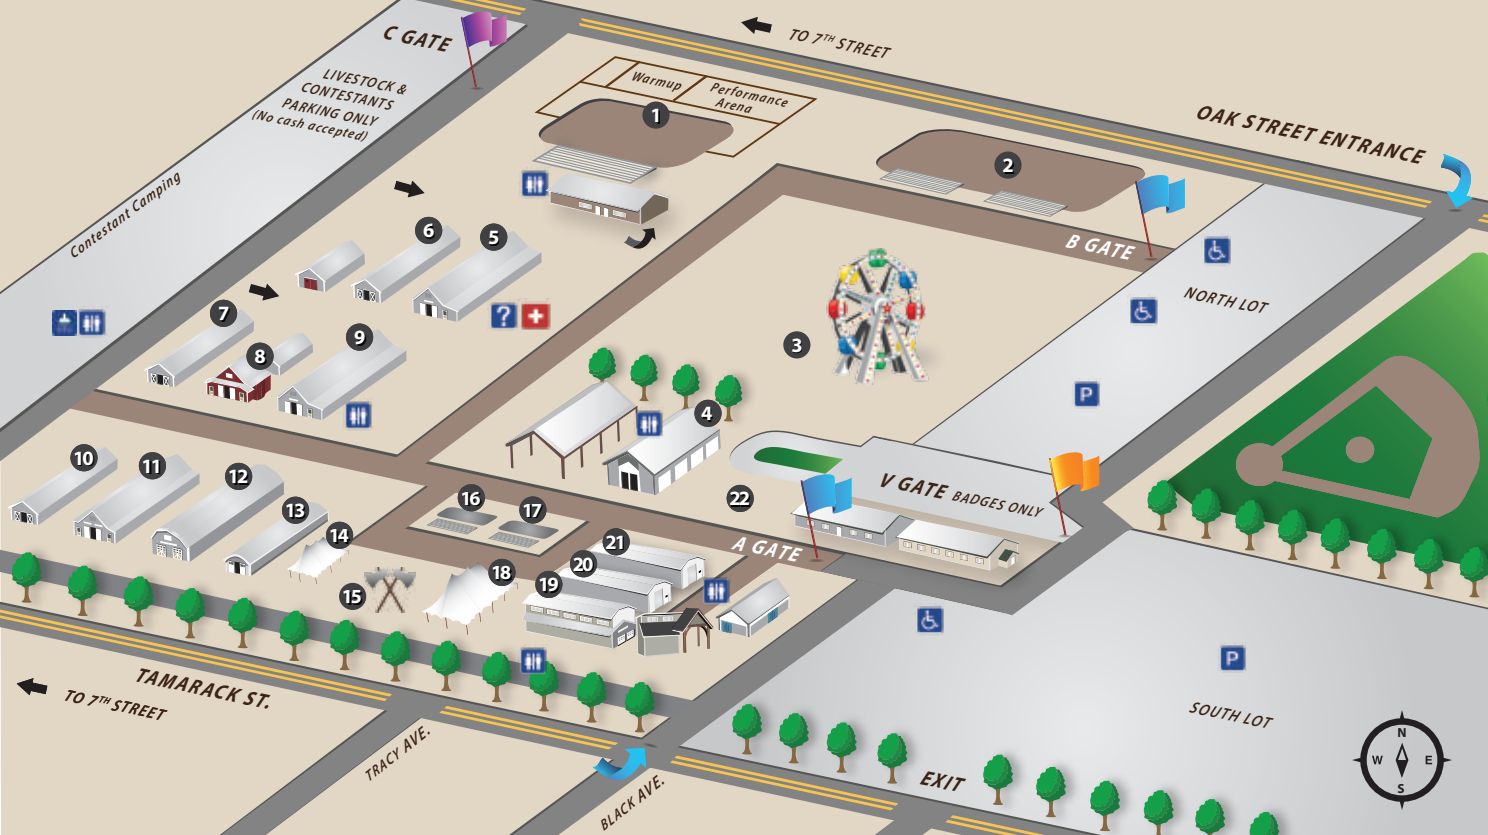 C GATE
TO 7TH STREET
LIVESTOCK &
CONTESTANTS
PARKING ONLY
(No cash accepted)
Warmup
Performance
Arena
1
OAK STREET ENTRANCE
2
Contestant Camping
B GATE
6
5
NORTH LOT
7
8
9
?
3
P
4
10
11
12
13
14
16
17
22
V GATE BADGES ONLY
A GATE
21
20
19
18
15
P
TAMARACK ST.
TO 7TH STREET
SOUTH LOT
TRACY AVE.
BLACK AVE.
EXIT
N
W
E
S